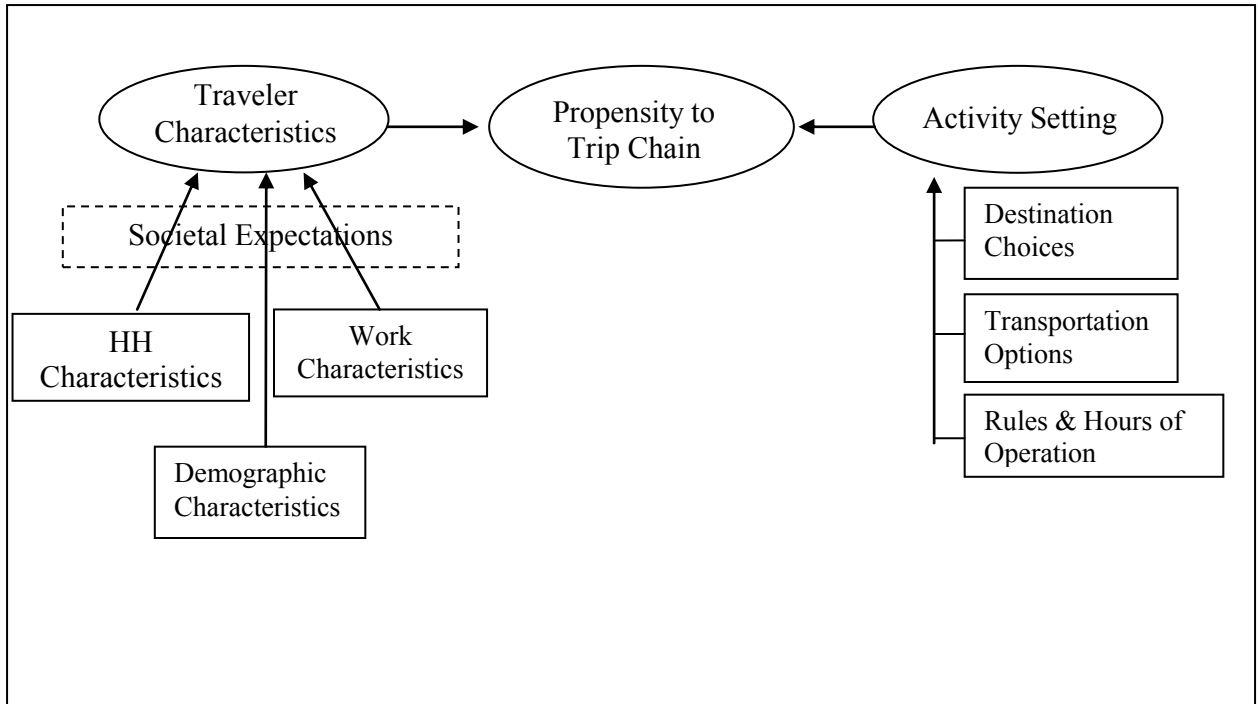 Traveler
Characteristics
Propensity to
Trip Chain
Activity Setting
Societal Expectations
HH
Characteristics
Work
Characteristics
Demographic
Characteristics
Destination
Choices
Transportation
Options
Rules & Hours of
Operation